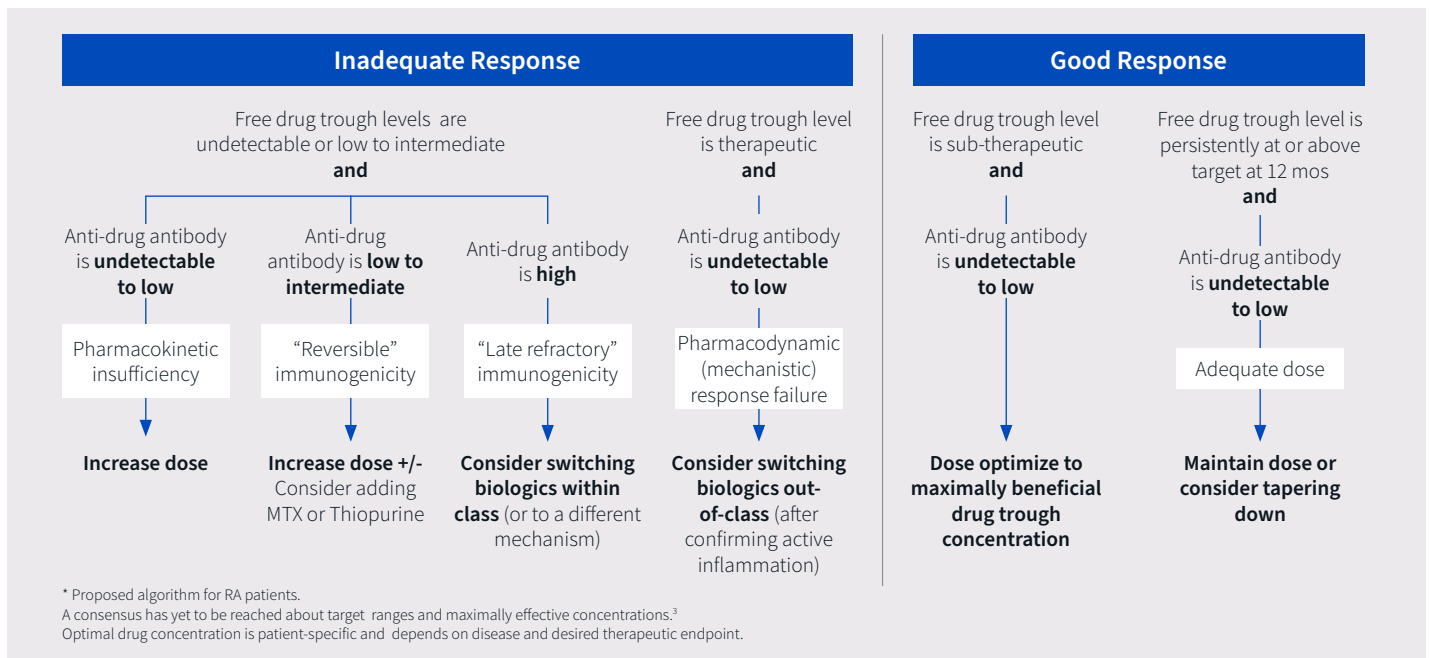 Inadequate Response
Free drug trough levels are
undetectable or low to intermediate
and
Anti-drug antibody
is undetectable
to low
Pharmacokinetic
insufficiency
Increase dose
Anti-drug
antibody is low to
intermediate
“Reversible”
immunogenicity
Increase dose +/-
Consider adding
MTX or Thiopurine
Anti-drug antibody
is high
“Late refractory”
immunogenicity
Consider switching
biologics within
class (or to a different
mechanism)
Free drug trough level
is therapeutic
and
Anti-drug antibody
is undetectable
to low
Pharmacodynamic
(mechanistic)
response failure
Consider switching
biologics out-
of-class (after
confirming active
inflammation)
Good Response
Free drug trough level
is sub-therapeutic
and
Anti-drug antibody
is undetectable
to low
Dose optimize to
maximally beneficial
drug trough
concentration
Free drug trough level is
persistently at or above
target at 12 mos
and
Anti-drug antibody
is undetectable
to low
Adequate dose
Maintain dose or
consider tapering
down
* Proposed algorithm for RA patients.
A consensus has yet to be reached about target ranges and maximally effective concentrations.³
Optimal drug concentration is patient-specific and depends on disease and desired therapeutic endpoint.